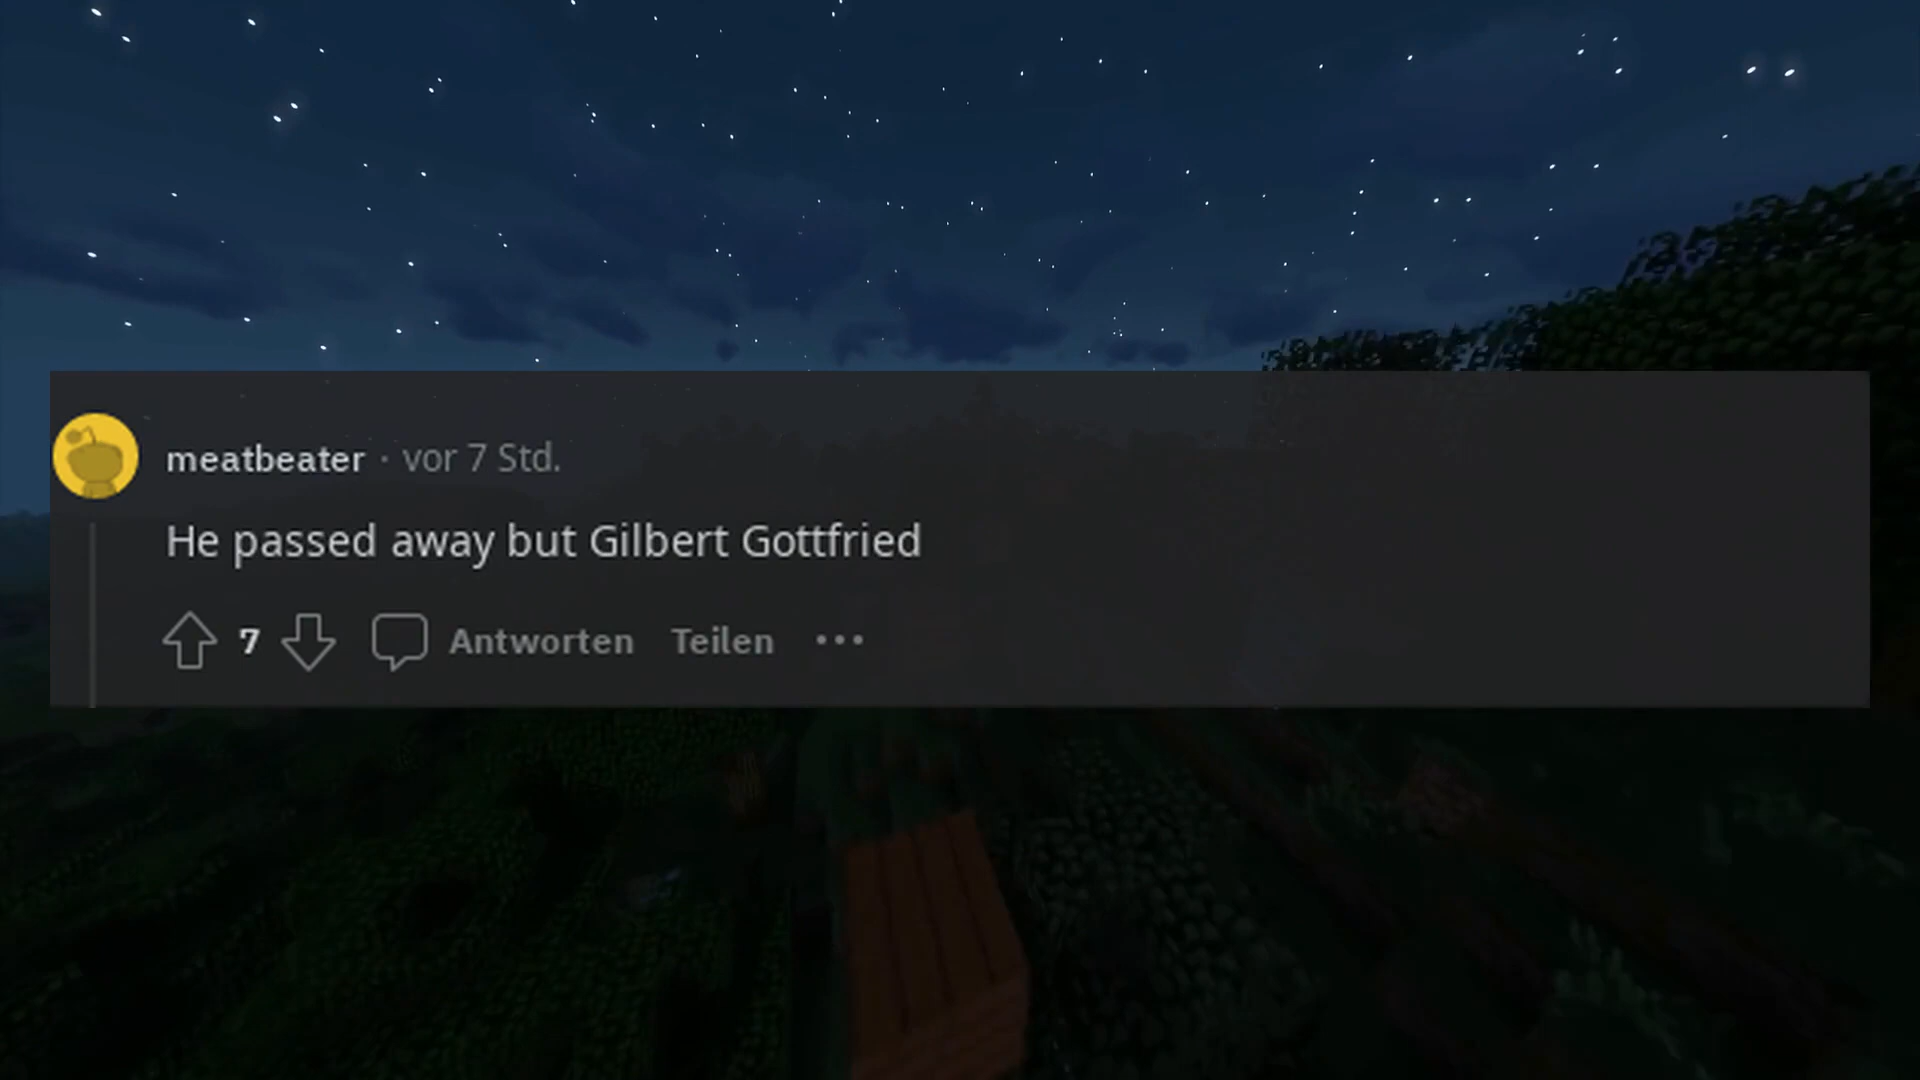 meatbeater · vor 7 Std.
He passed away but Gilbert Gottfried
7 Antworten Teilen •••